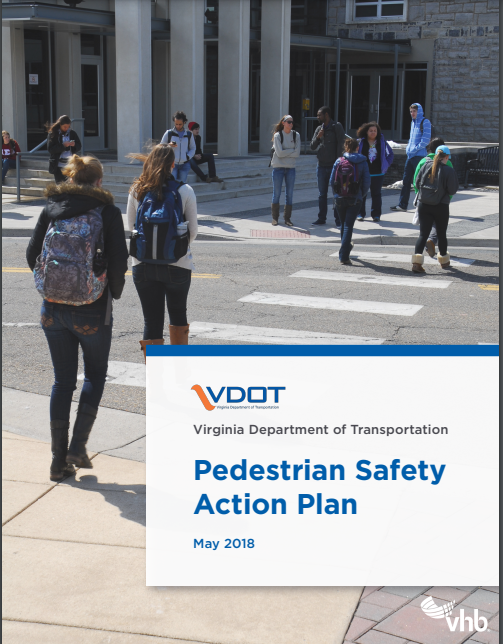 VDOT
Virginia Department of Transportation
Virginia Department of Transportation
Pedestrian Safety
Action Plan
May 2018
vhb